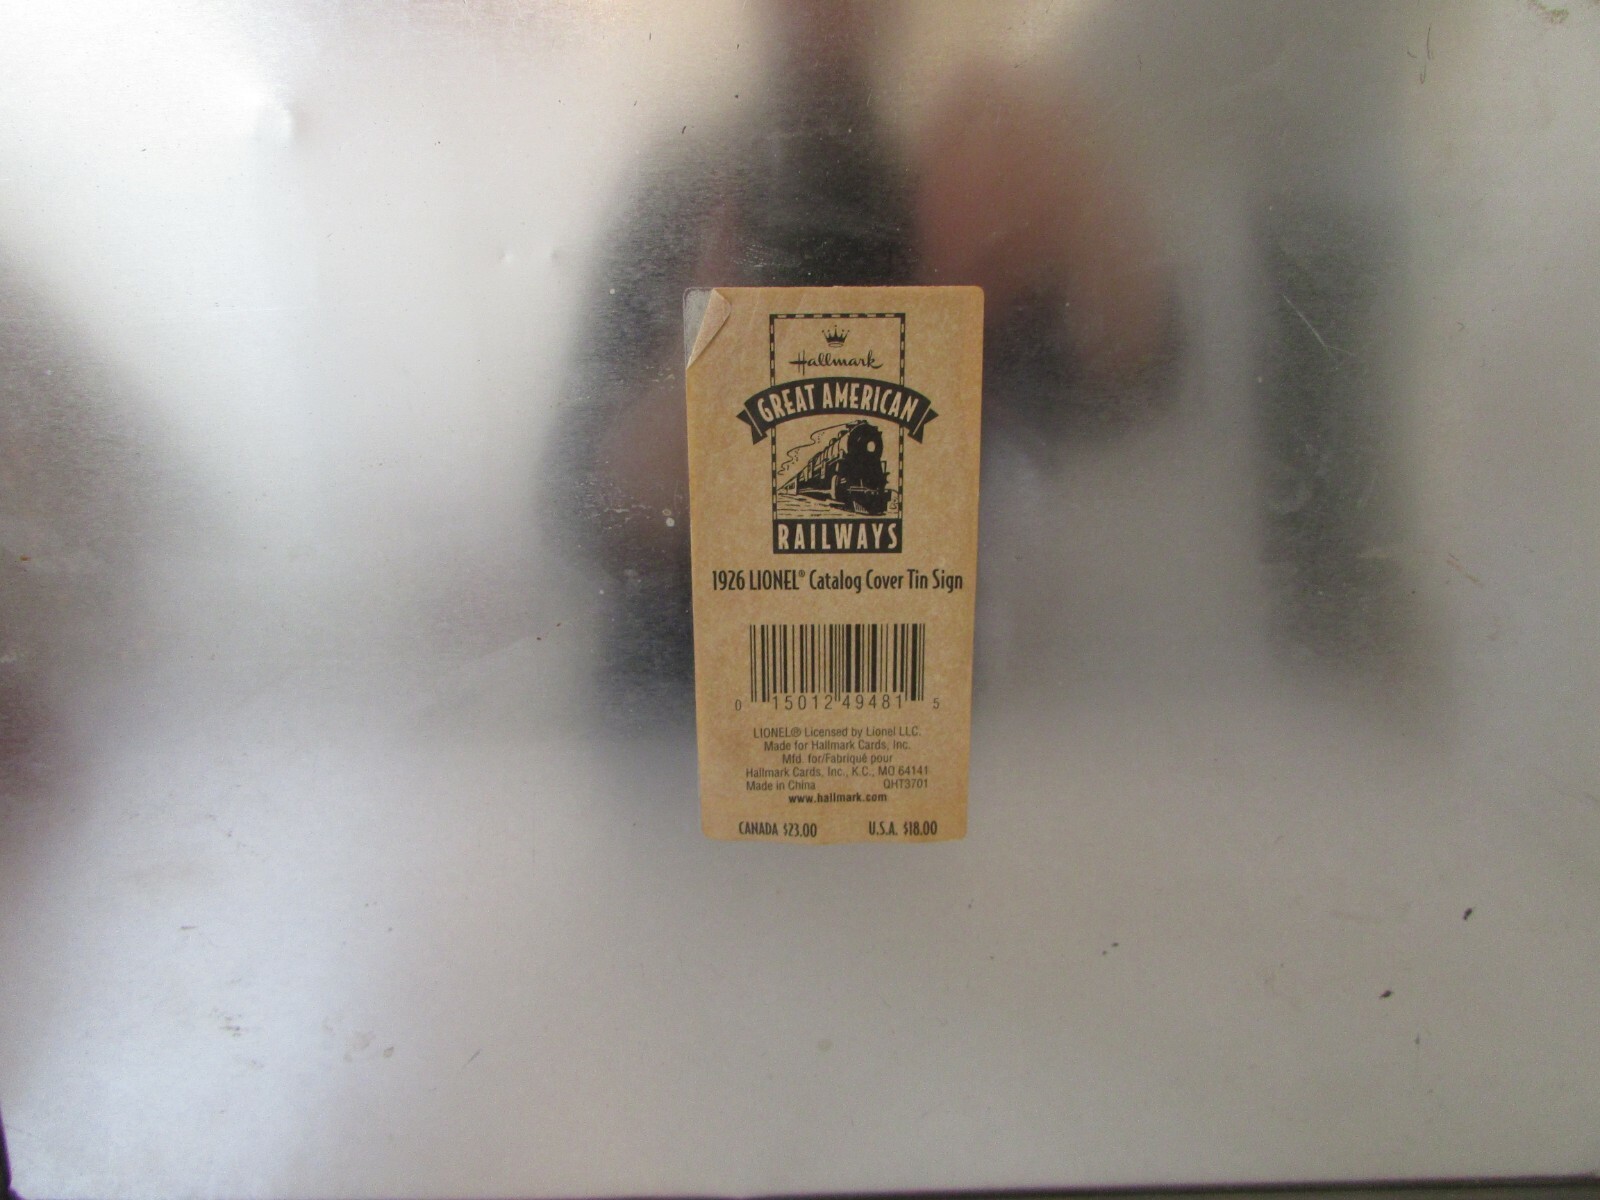 Hallmark
GREAT AMERICAN
RAILWAYS
1926 LIONEL® Catalog Cover Tin Sign
0 15012 49481 5
LIONEL® Licensed by Lionel LLC.
Made for Hallmark Cards, Inc.
Mfd. for/Fabriqué pour
Hallmark Cards, Inc., K.C., MO 64141
Made in China QHT3701
www.hallmark.com
CANADA $23.00 U.S.A. $18.00